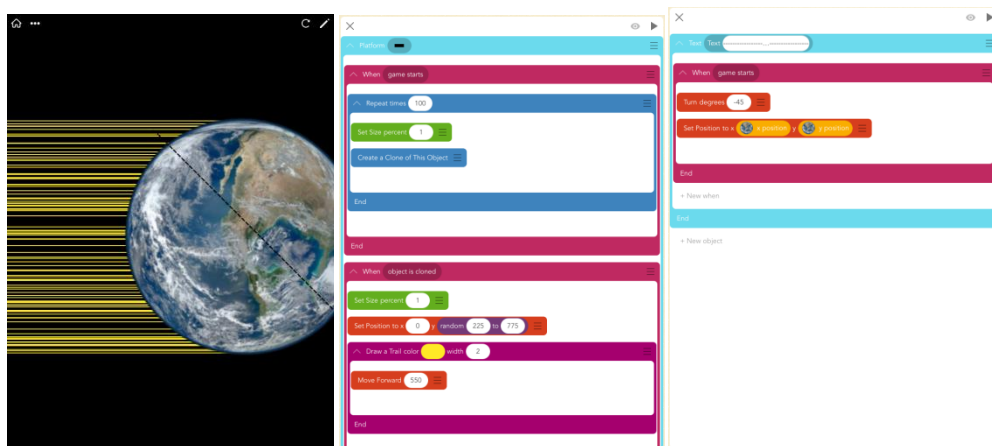 Platform
When game starts
Repeat times 100
Set Size percent 1
Create a Clone of This Object
End
End
When object is cloned
Set Size percent 1
Set Position to x 0 y random 225 to 775
Draw a Trail color width 2
Move Forward 550
End
Text Text
When game starts
Turn degrees -45
Set Position to x x position y y position
End
+ New when
End
+ New object